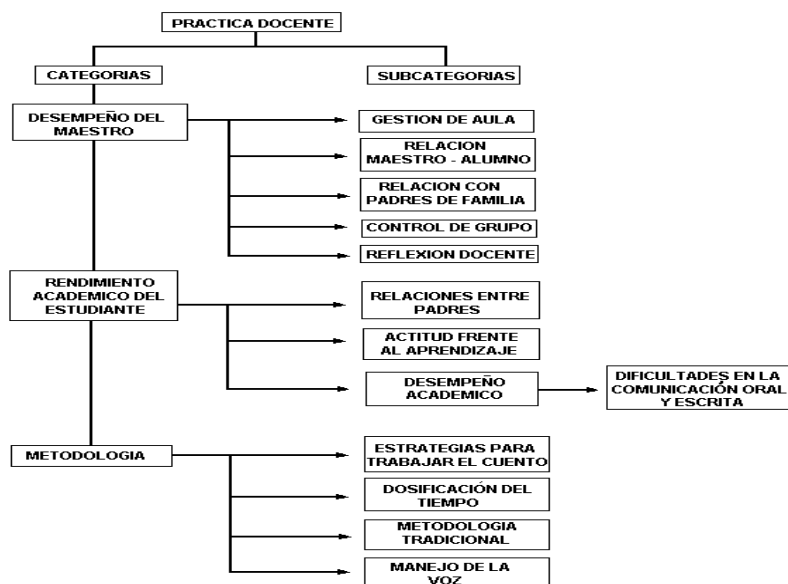 PRACTICA DOCENTE
CATEGORIAS
SUBCATEGORIAS
DESEMPEÑO DEL
MAESTRO
GESTION DE AULA
RELACION
MAESTRO - ALUMNO
RELACION CON
PADRES DE FAMILIA
CONTROL DE GRUPO
REFLEXION DOCENTE
RENDIMIENTO
ACADEMICO DEL
ESTUDIANTE
RELACIONES ENTRE
PADRES
ACTITUD FRENTE
AL APRENDIZAJE
DESEMPEÑO
ACADEMICO
DIFICULTADES EN LA
COMUNICACIÓN ORAL
Y ESCRITA
METODOLOGIA
ESTRATEGIAS PARA
TRABAJAR EL CUENTO
DOSIFICACIÓN DEL
TIEMPO
METODOLOGIA
TRADICIONAL
MANEJO DE LA
VOZ